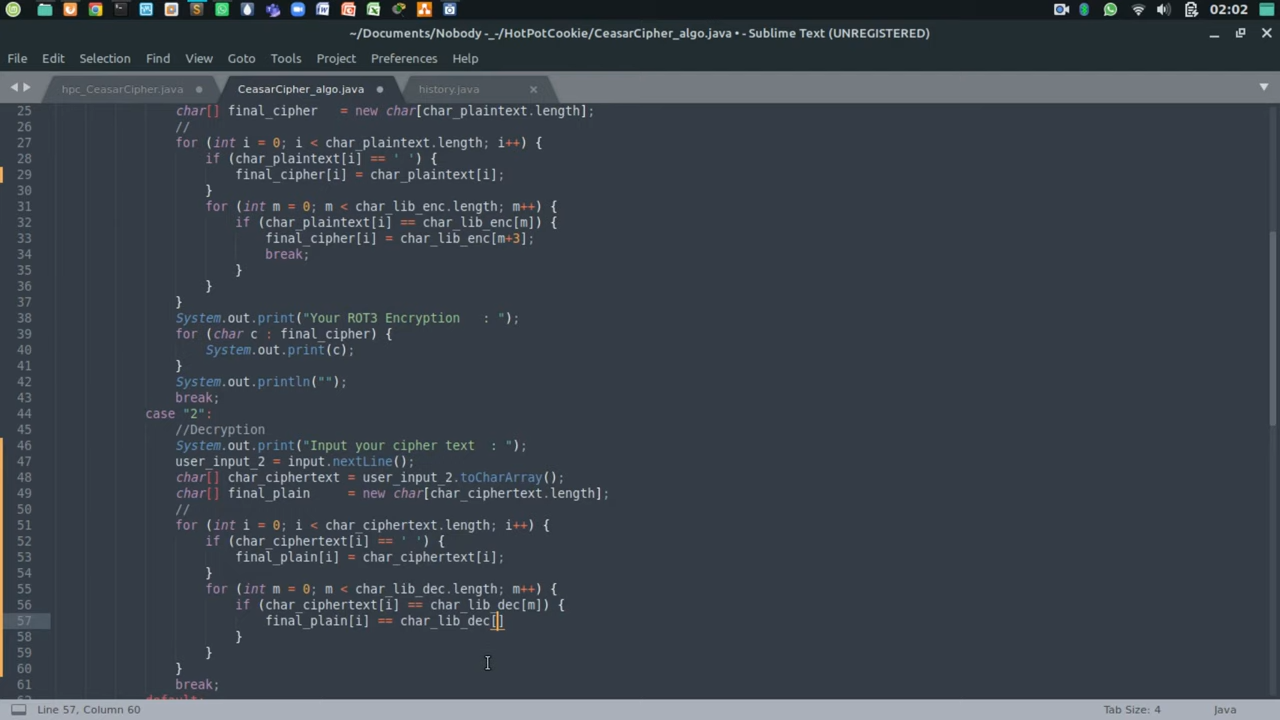 02:02
~/Documents/Nobody -_-/HotPotCookie/CeasarCipher_algo.java • - Sublime Text (UNREGISTERED)
File Edit Selection Find View Goto Tools Project Preferences Help
hpc_CeasarCipher.java CeasarCipher_algo.java history.java
25 char[] final_cipher = new char[char_plaintext.length];
26 //
27 for (int i = 0; i < char_plaintext.length; i++) {
28 if (char_plaintext[i] == ' ') {
29 final_cipher[i] = char_plaintext[i];
30 }
31 for (int m = 0; m < char_lib_enc.length; m++) {
32 if (char_plaintext[i] == char_lib_enc[m]) {
33 final_cipher[i] = char_lib_enc[m+3];
34 break;
35 }
36 }
37 }
38 System.out.print("Your ROT3 Encryption : ");
39 for (char c : final_cipher) {
40 System.out.print(c);
41 }
42 System.out.println("");
43 break;
44 case "2":
45 //Decryption
46 System.out.print("Input your cipher text : ");
47 user_input_2 = input.nextLine();
48 char[] char_ciphertext = user_input_2.toCharArray();
49 char[] final_plain = new char[char_ciphertext.length];
50 //
51 for (int i = 0; i < char_ciphertext.length; i++) {
52 if (char_ciphertext[i] == ' ') {
53 final_plain[i] = char_ciphertext[i];
54 }
55 for (int m = 0; m < char_lib_dec.length; m++) {
56 if (char_ciphertext[i] == char_lib_dec[m]) {
57 final_plain[i] == char_lib_dec[]
58 }
59 }
60 }
61 break;
default:
Line 57, Column 60 Tab Size: 4 Java